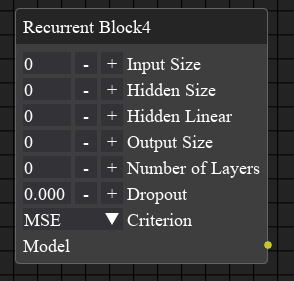 Recurrent Block4
0 - + Input Size
0 - + Hidden Size
0 - + Hidden Linear
0 - + Output Size
0 - + Number of Layers
0.000 - + Dropout
MSE ▼ Criterion
Model